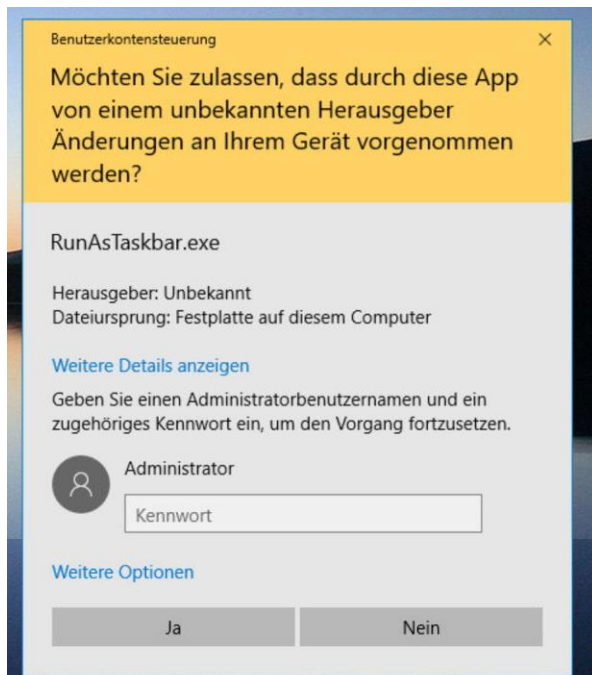 Benutzerkontensteuerung
Möchten Sie zulassen, dass durch diese App
von einem unbekannten Herausgeber
Änderungen an Ihrem Gerät vorgenommen
werden?
RunAsTaskbar.exe
Herausgeber: Unbekannt
Dateiursprung: Festplatte auf diesem Computer
Weitere Details anzeigen
Geben Sie einen Administratorbenutzernamen und ein
zugehöriges Kennwort ein, um den Vorgang fortzusetzen.
Administrator
Kennwort
Weitere Optionen
Ja
Nein